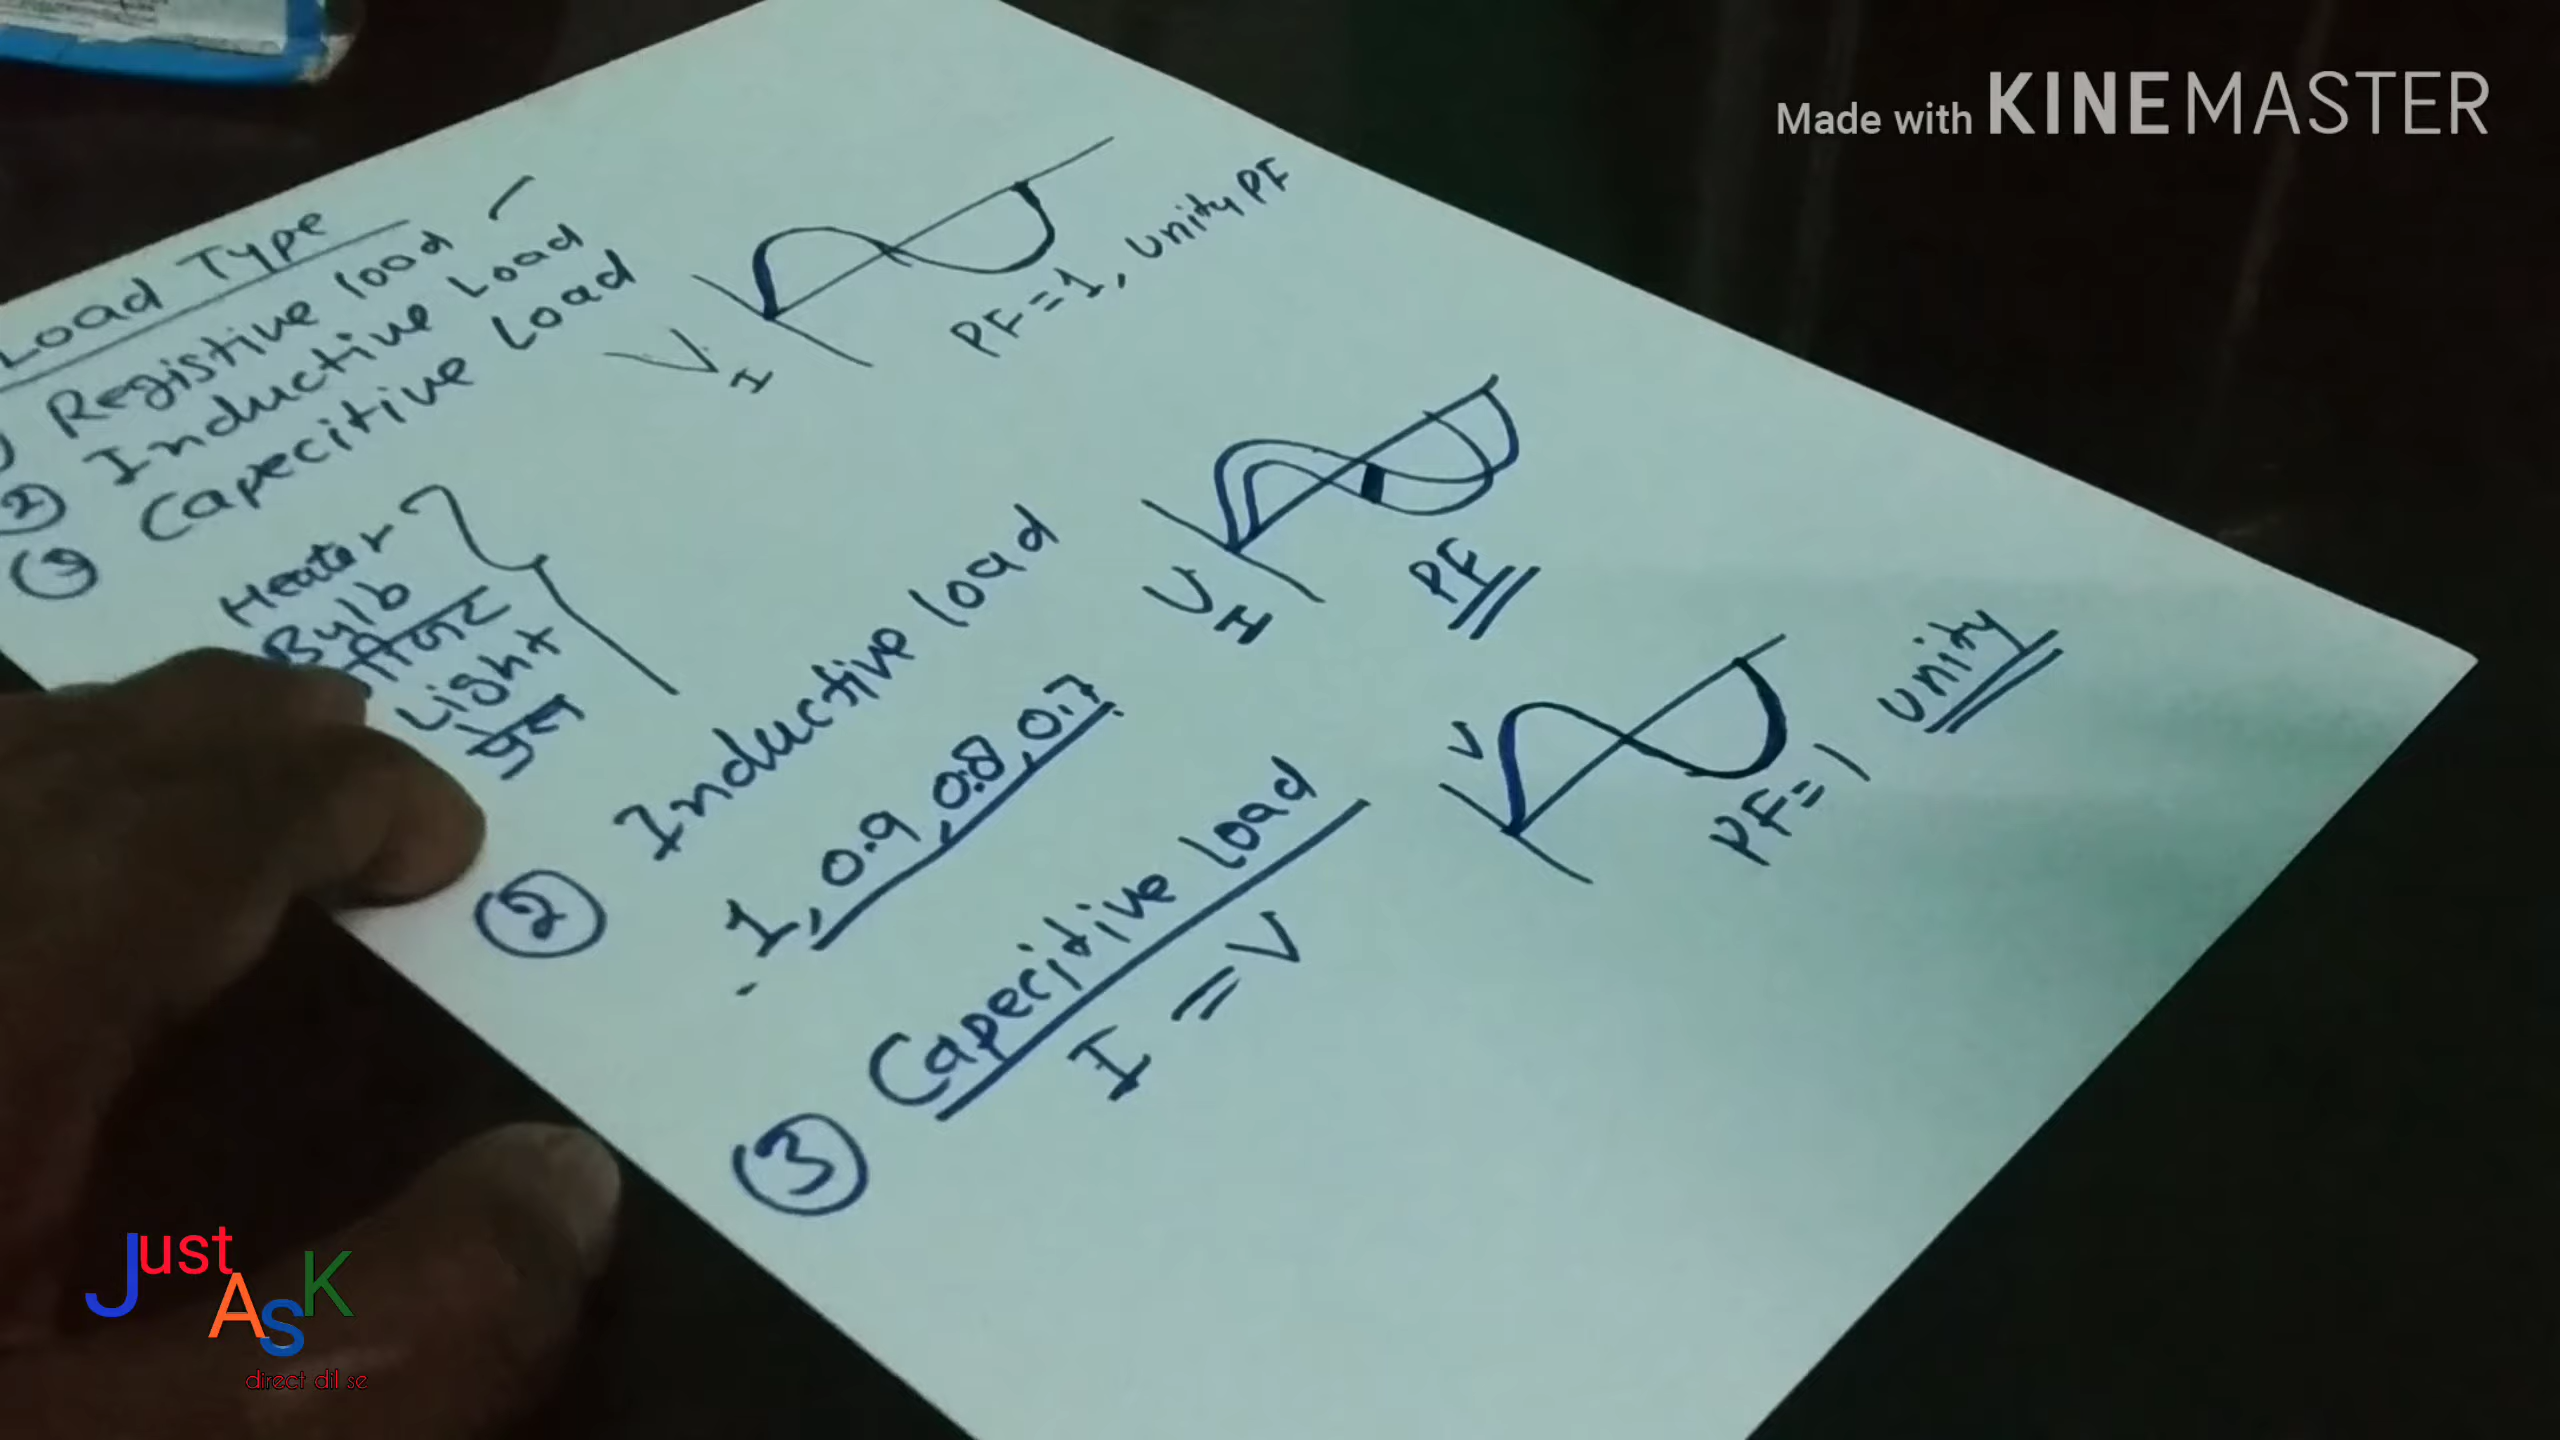 Load Type
Registive load
② Inductive Load
Capecitive Load
Heater
Bulb
गीजर
Light
V
I
PF=1, unity PF
② Inductive load
1, 0.9, 0.8, 0.7
V
I
PF
③ Capecitive load
I = V
V
PF=1
unity
Made with KINEMASTER
Just
ASK
direct dil se